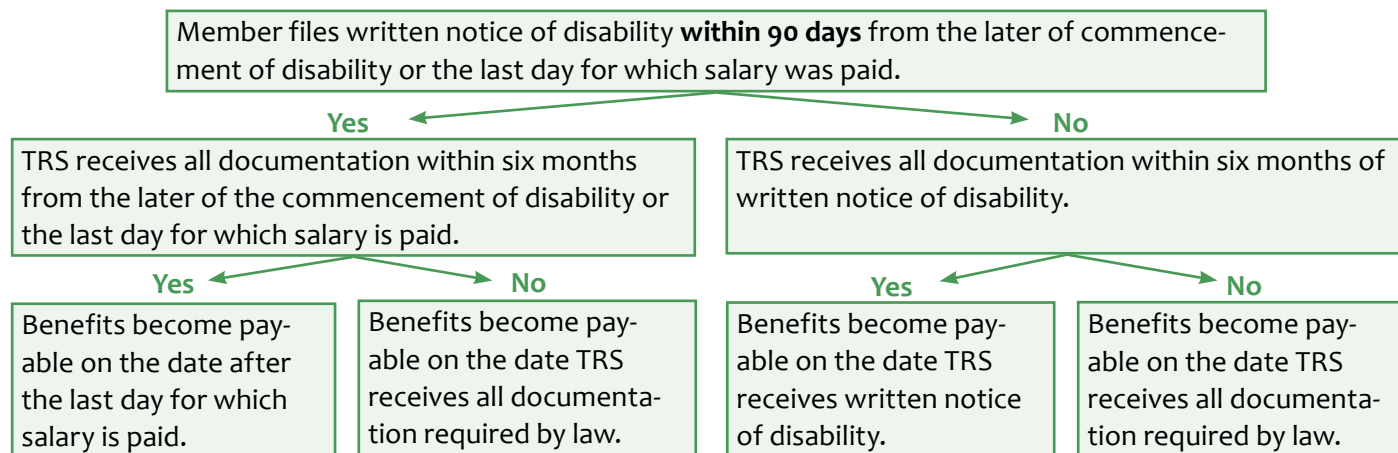 Member files written notice of disability within 90 days from the later of commence-
ment of disability or the last day for which salary was paid.
Yes
No
TRS receives all documentation within six months
from the later of the commencement of disability or
the last day for which salary is paid.
TRS receives all documentation within six months of
written notice of disability.
Yes
No
Yes
No
Benefits become pay-
able on the date after
the last day for which
salary is paid.
Benefits become pay-
able on the date TRS
receives all documenta-
tion required by law.
Benefits become pay-
able on the date TRS
receives written notice
of disability.
Benefits become pay-
able on the date TRS
receives all documenta-
tion required by law.